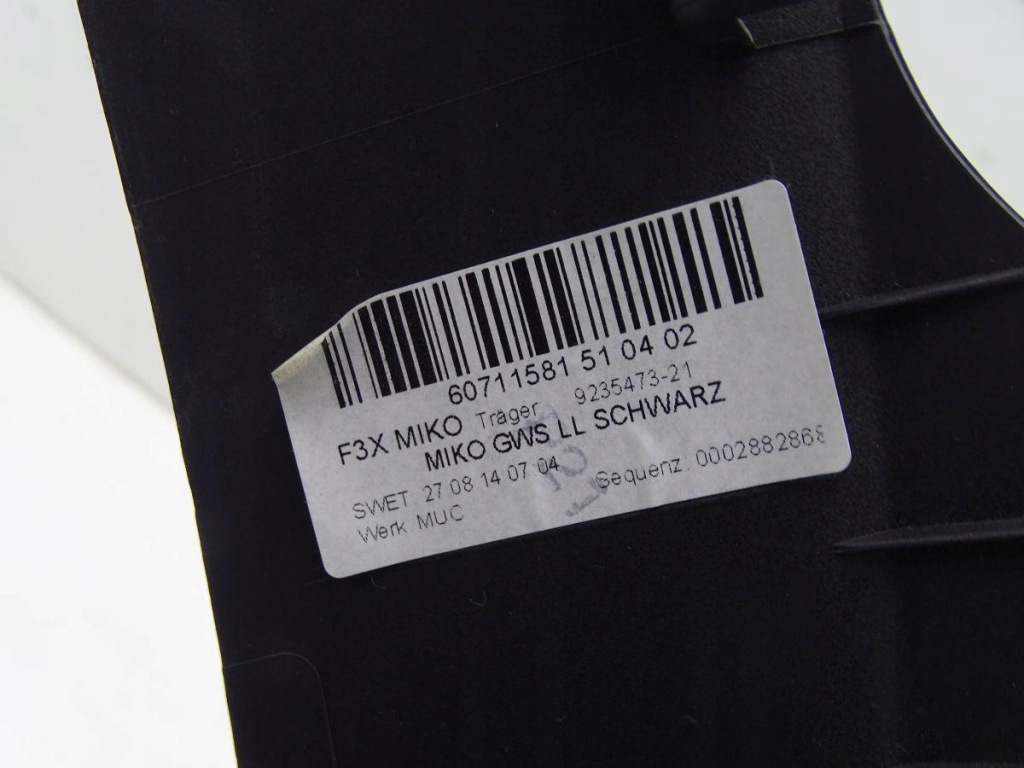 60711581 51 04 02
F3X MIKO Träger 9235473-21
MIKO GWS LL SCHWARZ
SWET 27 08 14 07 04
Sequenz 0002882868
Werk MUC